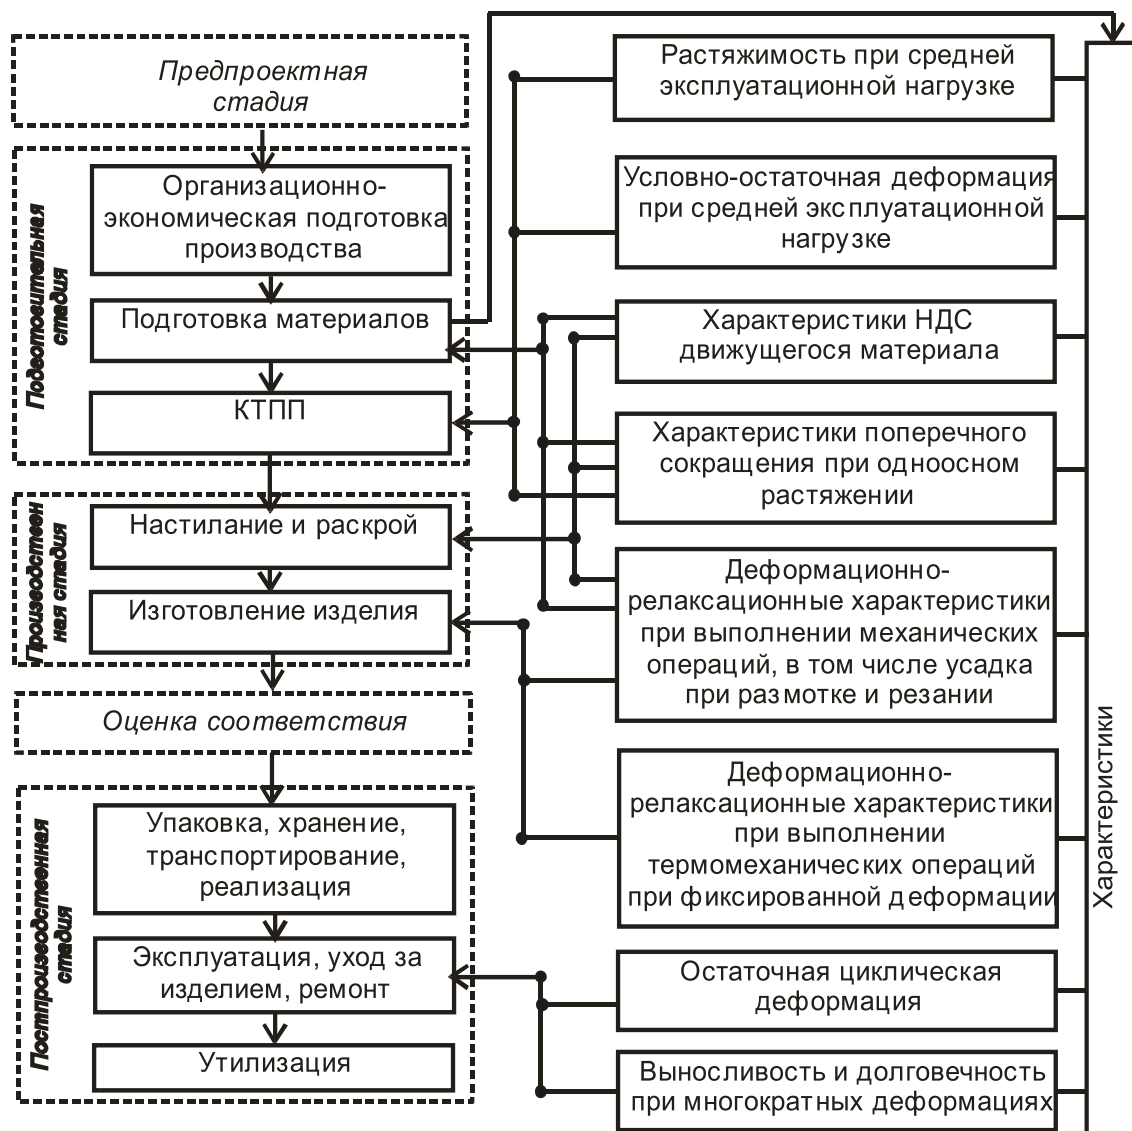 Предпроектная
стадия
Подготовительная
стадия
Организационно-
экономическая подготовка
производства
Подготовка материалов
КТПП
Производствен
ная стадия
Настилание и раскрой
Изготовление изделия
Оценка соответствия
Постпроизводственная
стадия
Упаковка, хранение,
транспортирование,
реализация
Эксплуатация, уход за
изделием, ремонт
Утилизация
Растяжимость при средней
эксплуатационной нагрузке
Условно-остаточная деформация
при средней эксплуатационной
нагрузке
Характеристики НДС
движущегося материала
Характеристики поперечного
сокращения при одноосном
растяжении
Деформационно-
релаксационные характеристики
при выполнении механических
операций, в том числе усадка
при размотке и резании
Деформационно-
релаксационные характеристики
при выполнении
термомеханических операций
при фиксированной деформации
Остаточная циклическая
деформация
Выносливость и долговечность
при многократных деформациях
Характеристики